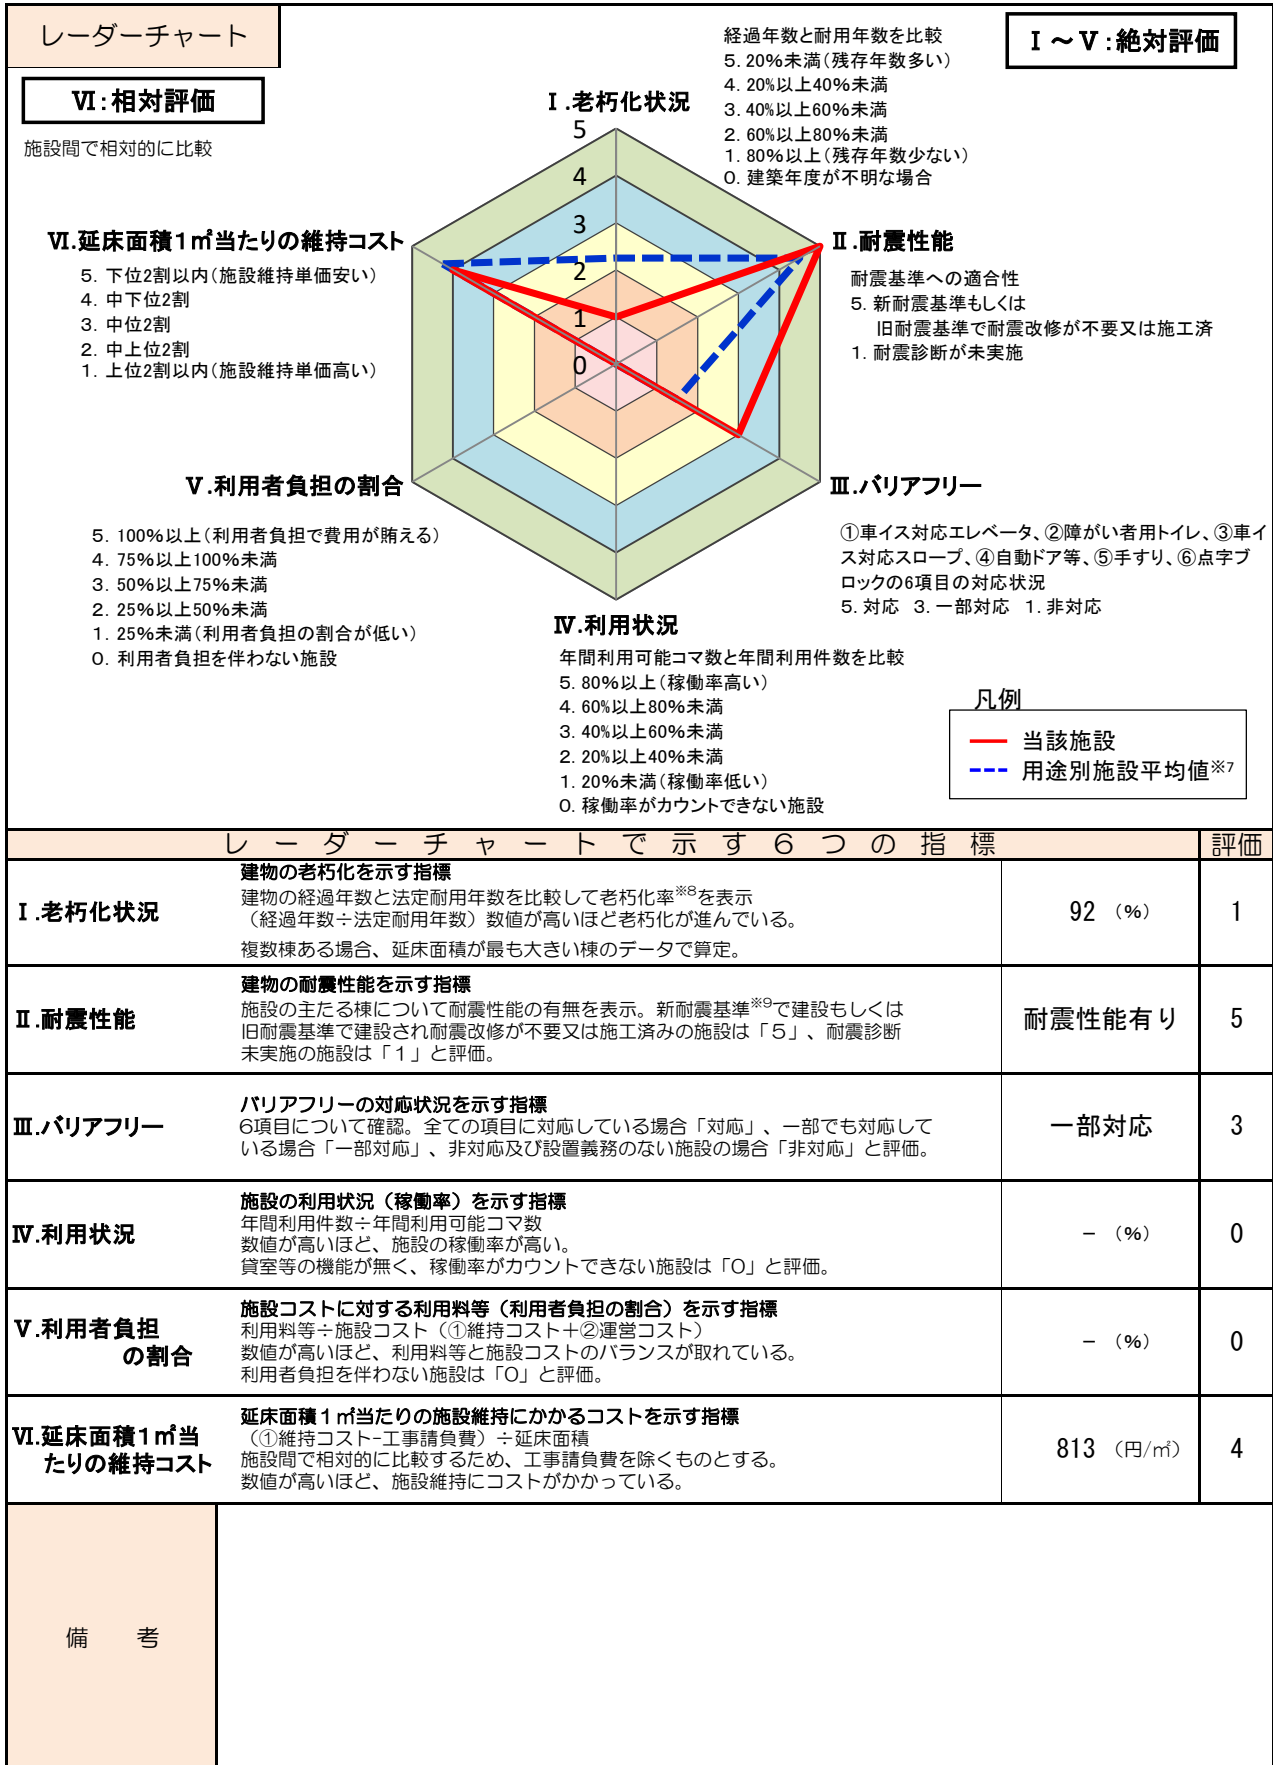 レーダーチャート
Ⅰ～Ⅴ:絶対評価
Ⅵ:相対評価
施設間で相対的に比較
経過年数と耐用年数を比較
5. 20%未満(残存年数多い)
4. 20%以上40%未満
3. 40%以上60%未満
2. 60%以上80%未満
1. 80%以上(残存年数少ない)
0. 建築年度が不明な場合
Ⅰ.老朽化状況
5
4
3
2
1
0
Ⅵ.延床面積1㎡当たりの維持コスト
5. 下位2割以内(施設維持単価安い)
4. 中下位2割
3. 中位2割
2. 中上位2割
1. 上位2割以内(施設維持単価高い)
Ⅱ.耐震性能
耐震基準への適合性
5. 新耐震基準もしくは
旧耐震基準で耐震改修が不要又は施工済
1. 耐震診断が未実施
Ⅴ.利用者負担の割合
5. 100%以上(利用者負担で費用が賄える)
4. 75%以上100%未満
3. 50%以上75%未満
2. 25%以上50%未満
1. 25%未満(利用者負担の割合が低い)
0. 利用者負担を伴わない施設
Ⅲ.バリアフリー
①車イス対応エレベータ、②障がい者用トイレ、③車イ
ス対応スロープ、④自動ドア等、⑤手すり、⑥点字ブ
ロックの6項目の対応状況
5. 対応 3. 一部対応 1. 非対応
Ⅳ.利用状況
年間利用可能コマ数と年間利用件数を比較
5. 80%以上(稼働率高い)
4. 60%以上80%未満
3. 40%以上60%未満
2. 20%以上40%未満
1. 20%未満(稼働率低い)
0. 稼働率がカウントできない施設
凡例
当該施設
用途別施設平均値※7
レーダーチャートで示す6つの指標 評価
Ⅰ.老朽化状況
建物の老朽化を示す指標
建物の経過年数と法定耐用年数を比較して老朽化率※8を表示
(経過年数÷法定耐用年数)数値が高いほど老朽化が進んでいる。
複数棟ある場合、延床面積が最も大きい棟のデータで算定。
92 (%) 1
Ⅱ.耐震性能
建物の耐震性能を示す指標
施設の主たる棟について耐震性能の有無を表示。新耐震基準※9で建設もしくは
旧耐震基準で建設され耐震改修が不要又は施工済みの施設は「5」、耐震診断
未実施の施設は「1」と評価。
耐震性能有り 5
Ⅲ.バリアフリー
バリアフリーの対応状況を示す指標
6項目について確認。全ての項目に対応している場合「対応」、一部でも対応して
いる場合「一部対応」、非対応及び設置義務のない施設の場合「非対応」と評価。
一部対応 3
Ⅳ.利用状況
施設の利用状況(稼働率)を示す指標
年間利用件数÷年間利用可能コマ数
数値が高いほど、施設の稼働率が高い。
貸室等の機能が無く、稼働率がカウントできない施設は「0」と評価。
− (%) 0
Ⅴ.利用者負担
の割合
施設コストに対する利用料等(利用者負担の割合)を示す指標
利用料等÷施設コスト(①維持コスト+②運営コスト)
数値が高いほど、利用料等と施設コストのバランスが取れている。
利用者負担を伴わない施設は「0」と評価。
− (%) 0
Ⅵ.延床面積1㎡当
たりの維持コスト
延床面積1㎡当たりの施設維持にかかるコストを示す指標
(①維持コスト-工事請負費)÷延床面積
施設間で相対的に比較するため、工事請負費を除くものとする。
数値が高いほど、施設維持にコストがかかっている。
813 (円/㎡) 4
備 考